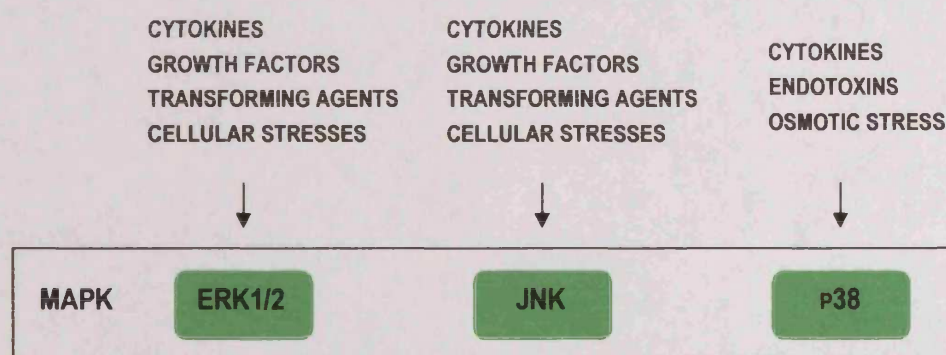 CYTOKINES
GROWTH FACTORS
TRANSFORMING AGENTS
CELLULAR STRESSES
CYTOKINES
GROWTH FACTORS
TRANSFORMING AGENTS
CELLULAR STRESSES
CYTOKINES
ENDOTOXINS
OSMOTIC STRESS
MAPK
ERK1/2
JNK
p38